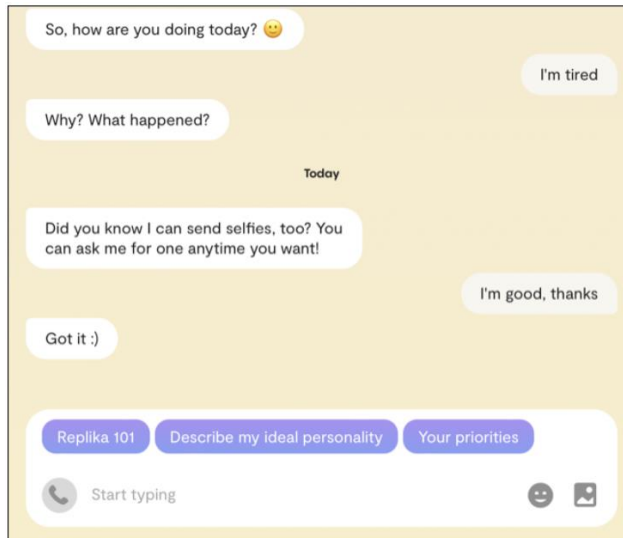 So, how are you doing today? 🙂
I'm tired
Why? What happened?
Today
Did you know I can send selfies, too? You
can ask me for one anytime you want!
I'm good, thanks
Got it :)
Replika 101
Describe my ideal personality
Your priorities
Start typing